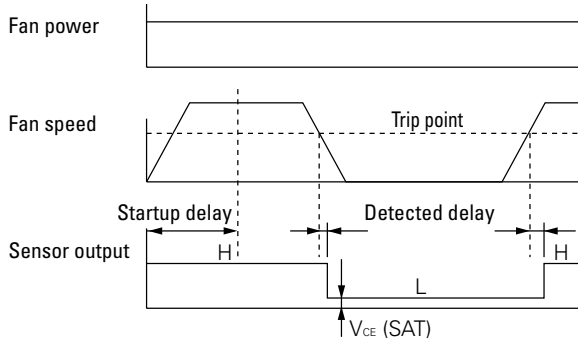 Fan power
Fan speed
Trip point
Startup delay
Detected delay
Sensor output
H
H
L
VCE (SAT)